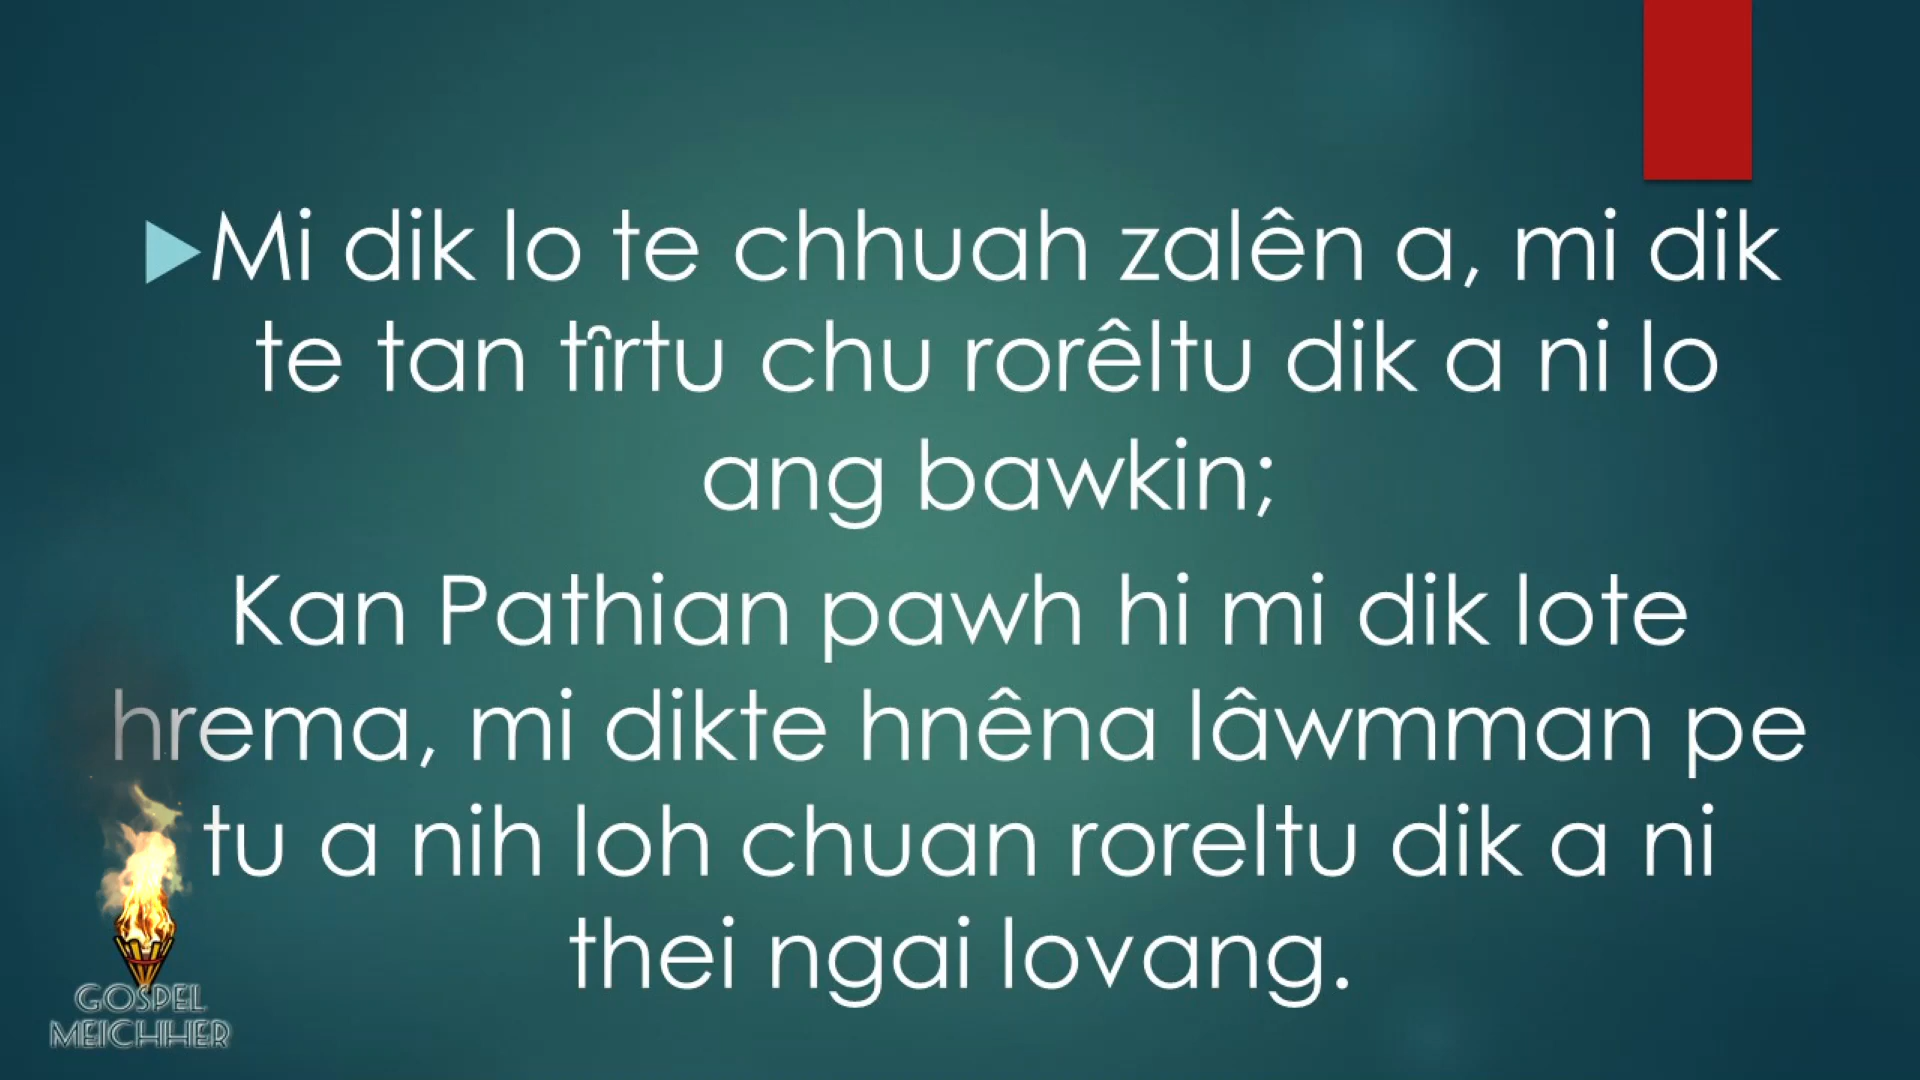 Mi dik lo te chhuah zalên a, mi dik
te tan tîrtu chu rorêltu dik a ni lo
ang bawkin;
Kan Pathian pawh hi mi dik lote
hrema, mi dikte hnêna lâwmman pe
tu a nih loh chuan roreltu dik a ni
thei ngai lovang.
GOSPEL
MEICHHER